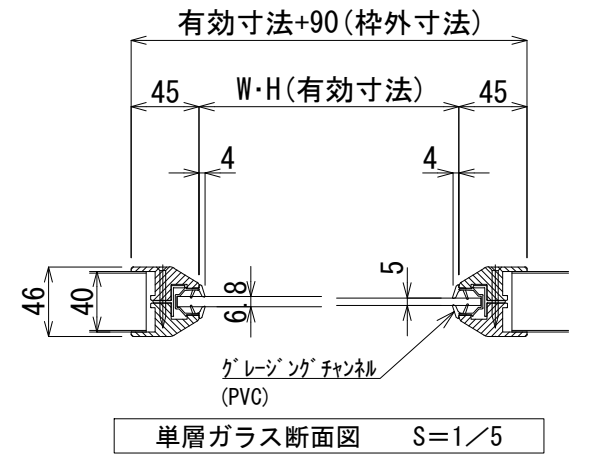 有効寸法+90(枠外寸法)
45 W・H(有効寸法) 45
4 4
46 40 6.8 5
ｸﾞﾚｰｼﾞﾝｸﾞﾁｬﾝﾈﾙ
(PVC)
単層ガラス断面図 S=1/5